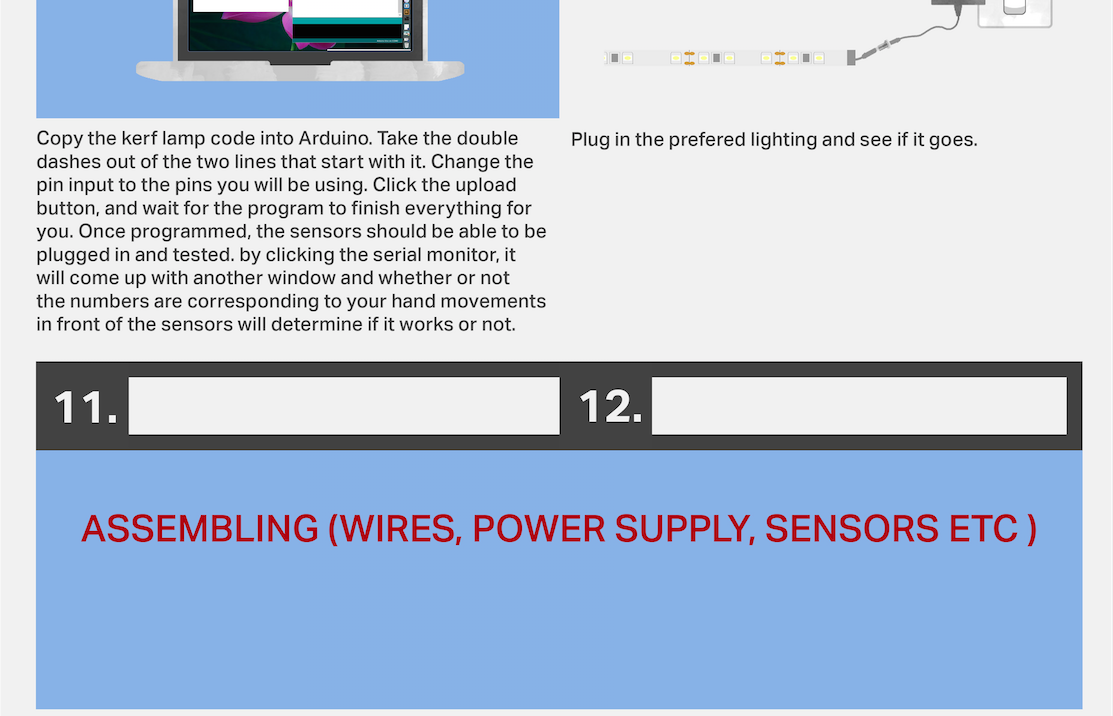 Copy the kerf lamp code into Arduino. Take the double
dashes out of the two lines that start with it. Change the
pin input to the pins you will be using. Click the upload
button, and wait for the program to finish everything for
you. Once programmed, the sensors should be able to be
plugged in and tested. by clicking the serial monitor, it
will come up with another window and whether or not
the numbers are corresponding to your hand movements
in front of the sensors will determine if it works or not.
Plug in the prefered lighting and see if it goes.
11.
12.
ASSEMBLING (WIRES, POWER SUPPLY, SENSORS ETC )